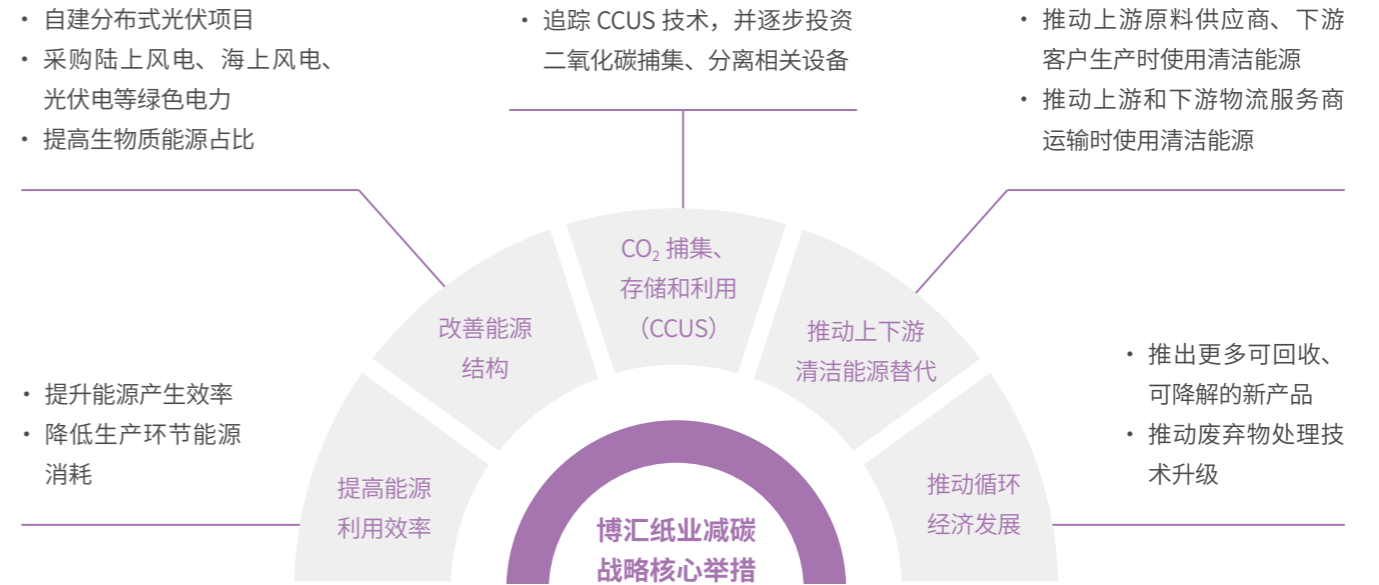 · 自建分布式光伏项目
· 采购陆上风电、海上风电、
光伏电等绿色电力
· 提高生物质能源占比
· 追踪 CCUS 技术，并逐步投资
二氧化碳捕集、分离相关设备
· 推动上游原料供应商、下游
客户生产时使用清洁能源
· 推动上游和下游物流服务商
运输时使用清洁能源
CO₂ 捕集、
存储和利用
（CCUS）
改善能源
结构
推动上下游
清洁能源替代
· 提升能源产生效率
· 降低生产环节能源
消耗
· 推出更多可回收、
可降解的新产品
· 推动废弃物处理技
术升级
提高能源
利用效率
推动循环
经济发展
博汇纸业减碳
战略核心举措